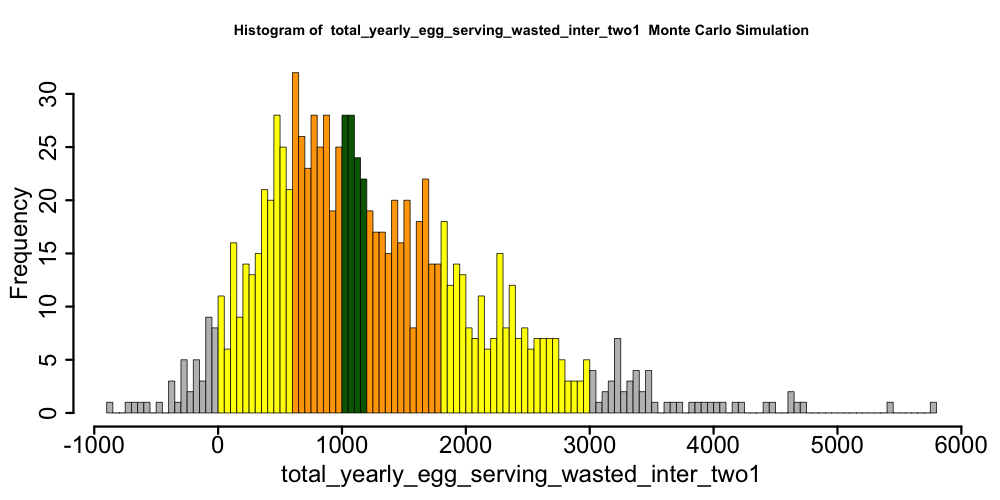 Histogram of total_yearly_egg_serving_wasted_inter_two1 Monte Carlo Simulation
Frequency
30
25
20
15
10
5
0
-1000 0 1000 2000 3000 4000 5000 6000
total_yearly_egg_serving_wasted_inter_two1